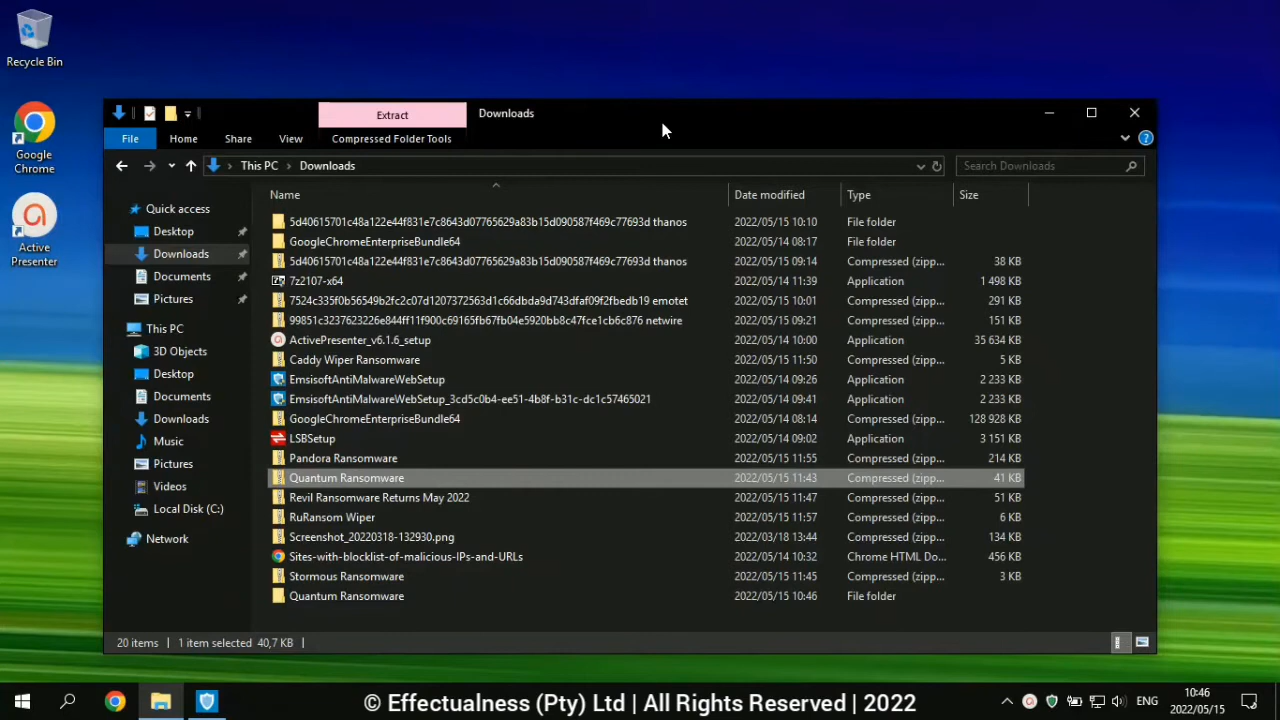 Recycle Bin
Google
Chrome
Active
Presenter
Extract
Downloads
File
Home
Share
View
Compressed Folder Tools
This PC
Downloads
Search Downloads
Quick access
Desktop
Downloads
Documents
Pictures
This PC
3D Objects
Desktop
Documents
Downloads
Music
Pictures
Videos
Local Disk (C:)
Network
Name Date modified Type Size
5d40615701c48a122e44f831e7c8643d07765629a83b15d090587f469c77693d thanos 2022/05/15 10:10 File folder
GoogleChromeEnterpriseBundle64 2022/05/14 08:17 File folder
5d40615701c48a122e44f831e7c8643d07765629a83b15d090587f469c77693d thanos 2022/05/15 09:14 Compressed (zipp... 38 KB
7z2107-x64 2022/05/14 11:39 Application 1 498 KB
7524c335f0b56549b2fc2c07d1207372563d1c66dbda9d743dfaf09f2fbedb19 emotet 2022/05/15 10:01 Compressed (zipp... 291 KB
99851c3237623226e844ff11f900c69165fb67fb04e5920bb8c47fce1cb6c876 netwire 2022/05/15 09:21 Compressed (zipp... 151 KB
ActivePresenter_v6.1.6_setup 2022/05/14 10:00 Application 35 634 KB
Caddy Wiper Ransomware 2022/05/15 11:50 Compressed (zipp... 5 KB
EmsisoftAntiMalwareWebSetup 2022/05/14 09:26 Application 2 233 KB
EmsisoftAntiMalwareWebSetup_3cd5c0b4-ee51-4b8f-b31c-dc1c57465021 2022/05/14 09:41 Application 2 233 KB
GoogleChromeEnterpriseBundle64 2022/05/14 08:14 Compressed (zipp... 128 928 KB
LSBSetup 2022/05/14 09:02 Application 3 151 KB
Pandora Ransomware 2022/05/15 11:55 Compressed (zipp... 214 KB
Quantum Ransomware 2022/05/15 11:43 Compressed (zipp... 41 KB
Revil Ransomware Returns May 2022 2022/05/15 11:47 Compressed (zipp... 51 KB
RuRansom Wiper 2022/05/15 11:57 Compressed (zipp... 6 KB
Screenshot_20220318-132930.png 2022/03/18 13:44 Compressed (zipp... 134 KB
Sites-with-blocklist-of-malicious-IPs-and-URLs 2022/05/14 10:32 Chrome HTML Do... 456 KB
Stormous Ransomware 2022/05/15 11:45 Compressed (zipp... 3 KB
Quantum Ransomware 2022/05/15 10:46 File folder
20 items 1 item selected 40,7 KB
© Effectualness (Pty) Ltd | All Rights Reserved | 2022
ENG
10:46
2022/05/15